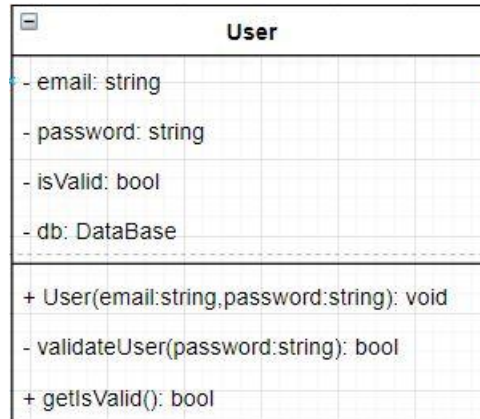 User
- email: string
- password: string
- isValid: bool
- db: DataBase
+ User(email:string,password:string): void
- validateUser(password:string): bool
+ getIsValid(): bool